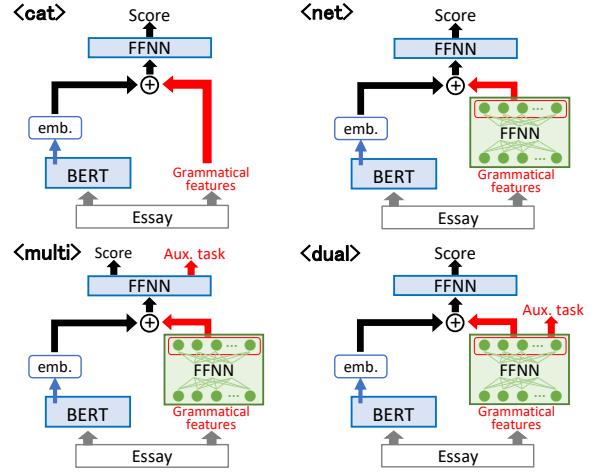 <cat>
Score
FFNN
+
emb.
BERT
Grammatical
features
Essay
<net>
Score
FFNN
+
emb.
FFNN
BERT
Grammatical
features
Essay
<multi>
Score
Aux. task
FFNN
+
emb.
FFNN
BERT
Grammatical
features
Essay
<dual>
Score
FFNN
Aux. task
+
emb.
FFNN
BERT
Grammatical
features
Essay